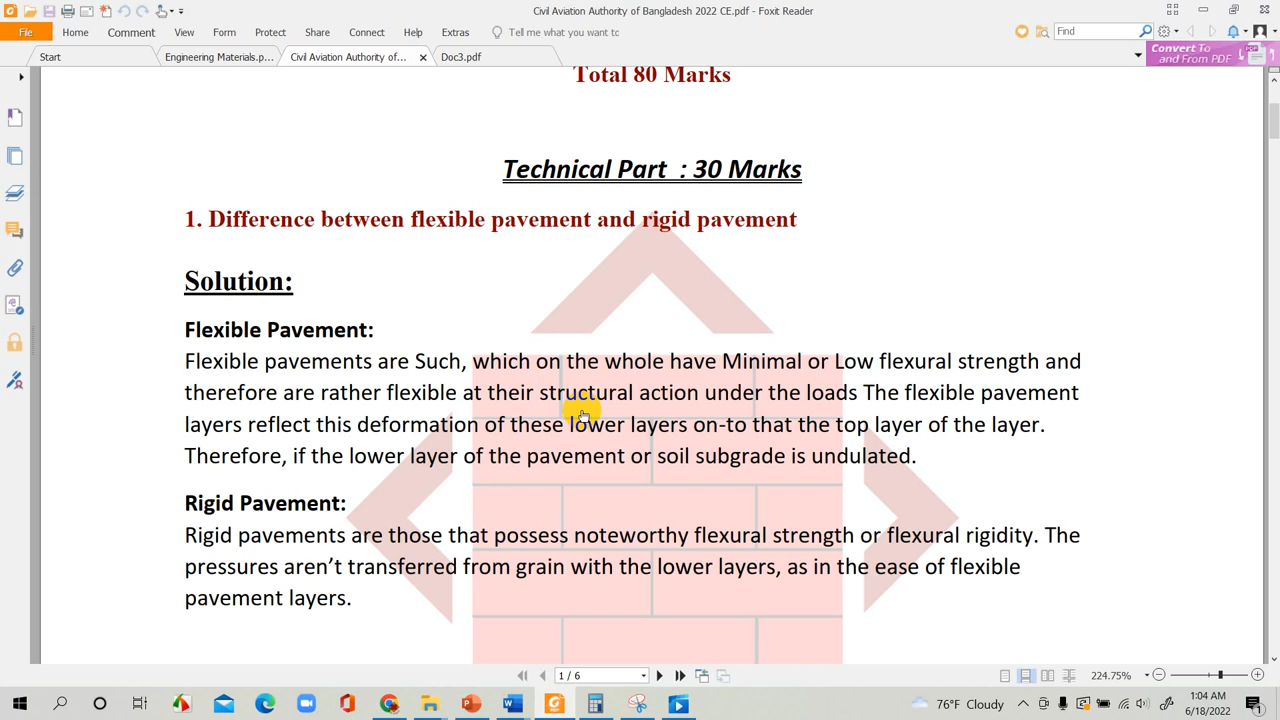 Civil Aviation Authority of Bangladesh 2022 CE.pdf - Foxit Reader
File Home Comment View Form Protect Share Connect Help Extras Tell me what you want to Find
Start Engineering Materials.p... Civil Aviation Authority of... Doc3.pdf
Convert To
and From PDF
PDF
Total 80 Marks
Technical Part : 30 Marks
1. Difference between flexible pavement and rigid pavement
Solution:
Flexible Pavement:
Flexible pavements are Such, which on the whole have Minimal or Low flexural strength and
therefore are rather flexible at their structural action under the loads The flexible pavement
layers reflect this deformation of these lower layers on-to that the top layer of the layer.
Therefore, if the lower layer of the pavement or soil subgrade is undulated.
Rigid Pavement:
Rigid pavements are those that possess noteworthy flexural strength or flexural rigidity. The
pressures aren’t transferred from grain with the lower layers, as in the ease of flexible
pavement layers.
1 / 6
224.75%
76°F Cloudy
1:04 AM
6/18/2022